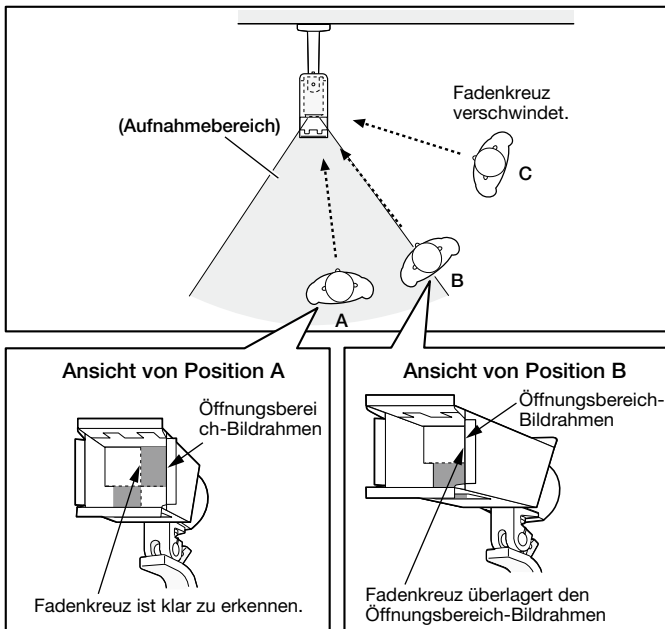 (Aufnahmebereich)
Fadenkreuz
verschwindet.
C
B
A
Ansicht von Position A
Öffnungsberei
ch-Bildrahmen
Fadenkreuz ist klar zu erkennen.
Ansicht von Position B
Öffnungsbereich-
Bildrahmen
Fadenkreuz überlagert den
Öffnungsbereich-Bildrahmen